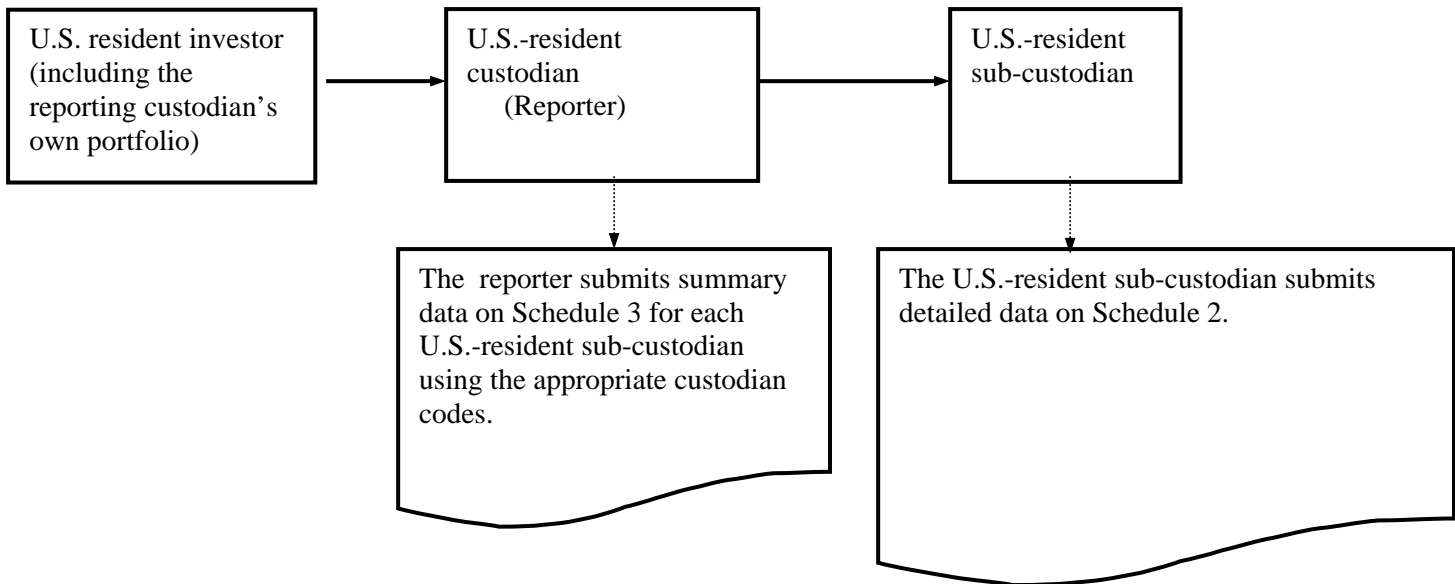 U.S. resident investor
(including the
reporting custodian's
own portfolio)
U.S.-resident
custodian
(Reporter)
U.S.-resident
sub-custodian
The reporter submits summary
data on Schedule 3 for each
U.S.-resident sub-custodian
using the appropriate custodian
codes.
The U.S.-resident sub-custodian submits
detailed data on Schedule 2.